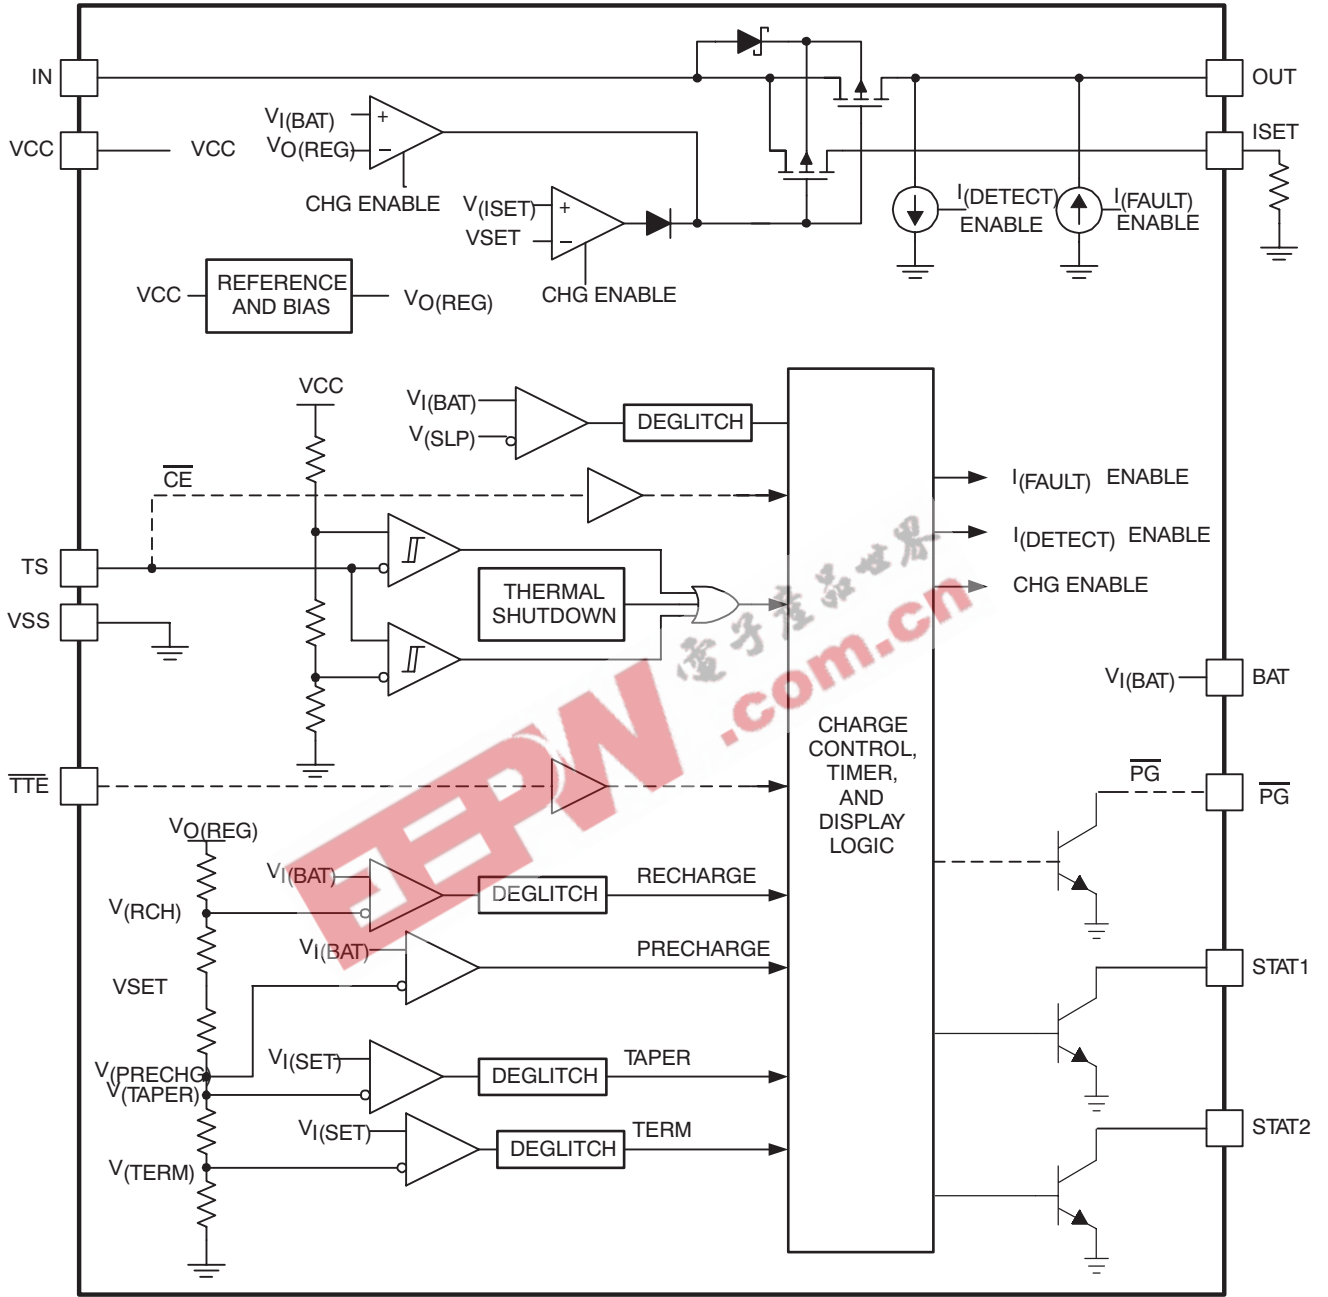 IN
OUT
VCC
VCC
ISET
VI(BAT)
VO(REG)
+
−
CHG ENABLE
V(ISET)
VSET
+
−
CHG ENABLE
I(DETECT)
ENABLE
I(FAULT)
ENABLE
VCC
REFERENCE
AND BIAS
VO(REG)
VCC
VI(BAT)
V(SLP)
DEGLITCH
CE
I(FAULT) ENABLE
I(DETECT) ENABLE
CHG ENABLE
TS
THERMAL
SHUTDOWN
VSS
VI(BAT)
BAT
CHARGE
CONTROL,
TIMER,
AND
DISPLAY
LOGIC
TTE
PG
PG
VO(REG)
VI(BAT)
DEGLITCH
RECHARGE
V(RCH)
VI(BAT)
PRECHARGE
VSET
STAT1
V(PRECHG)
V(TAPER)
VI(SET)
DEGLITCH
TAPER
VI(SET)
DEGLITCH
TERM
V(TERM)
STAT2
EEPW
.com.cn
電子產品世界